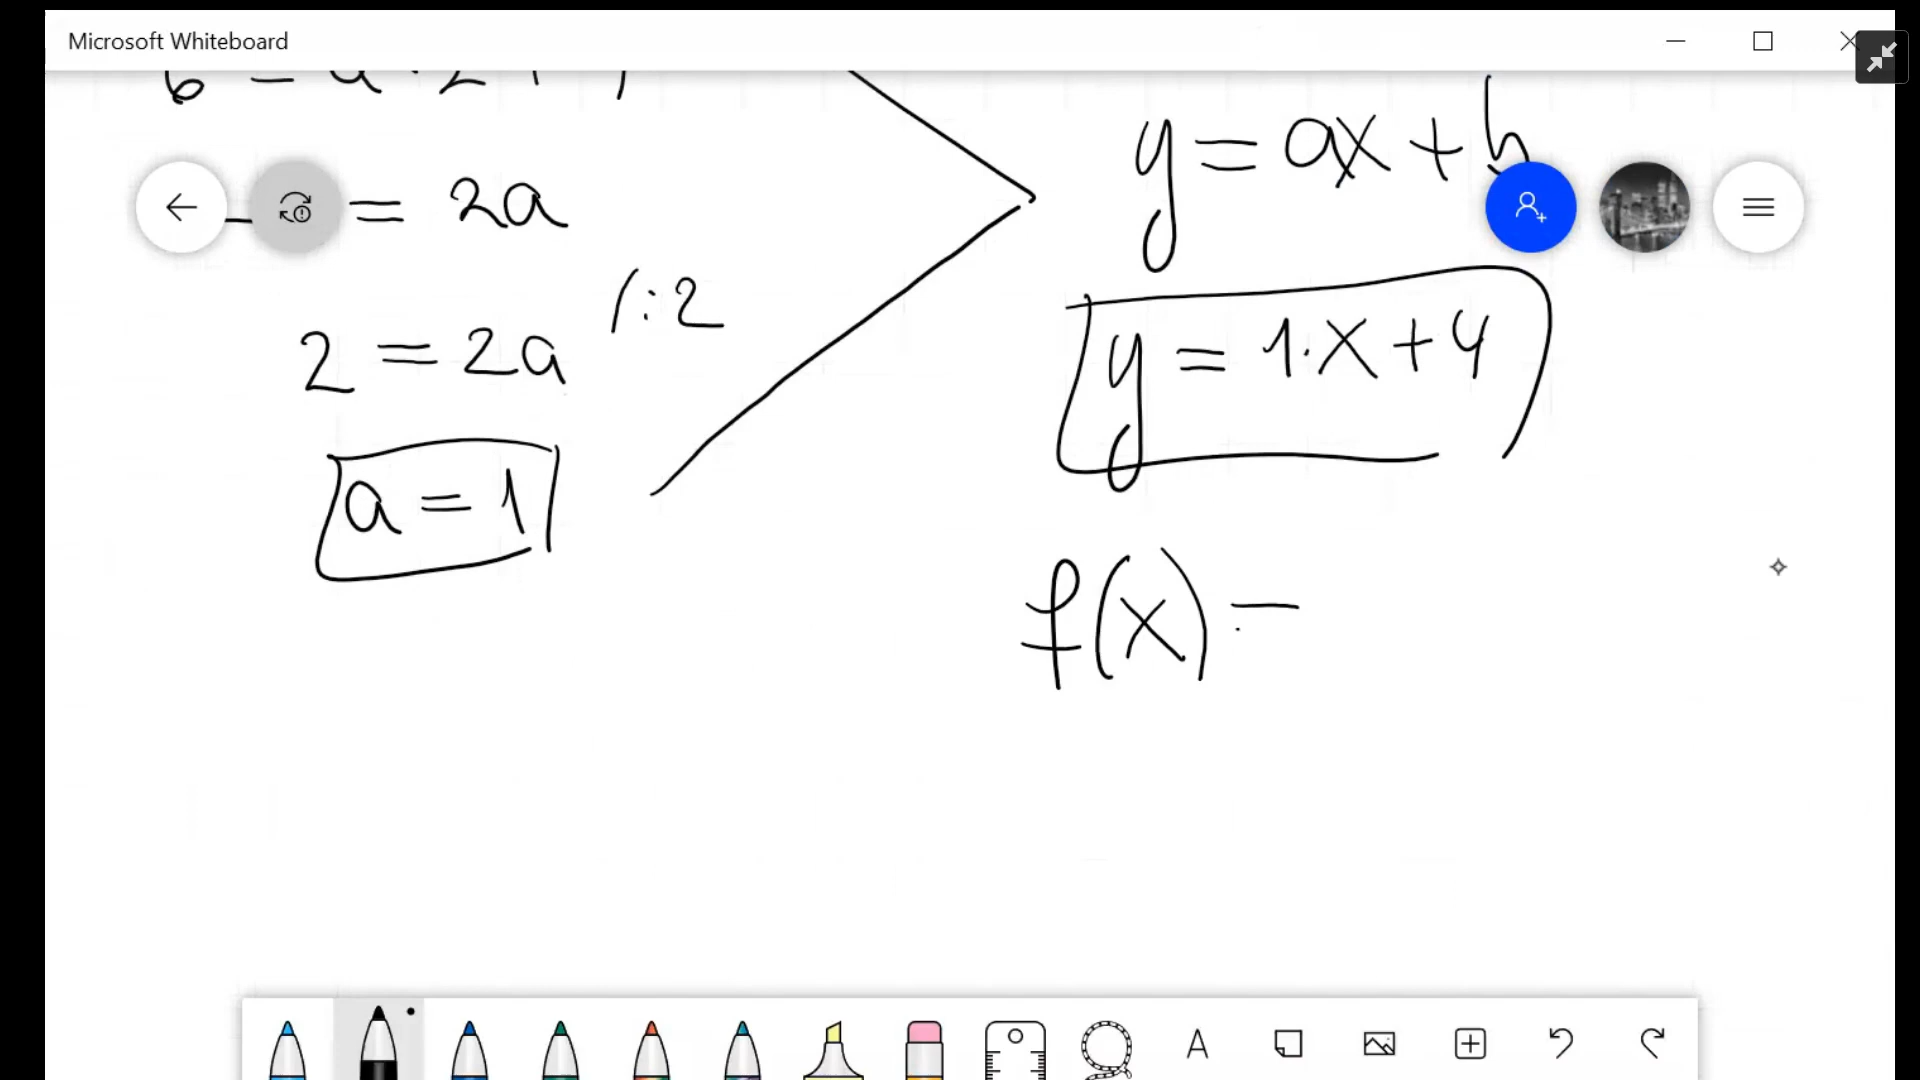 Microsoft Whiteboard
= 2a
2 = 2a /:2
a = 1
y = ax + b
y = 1·x + 4
f(x) =
A